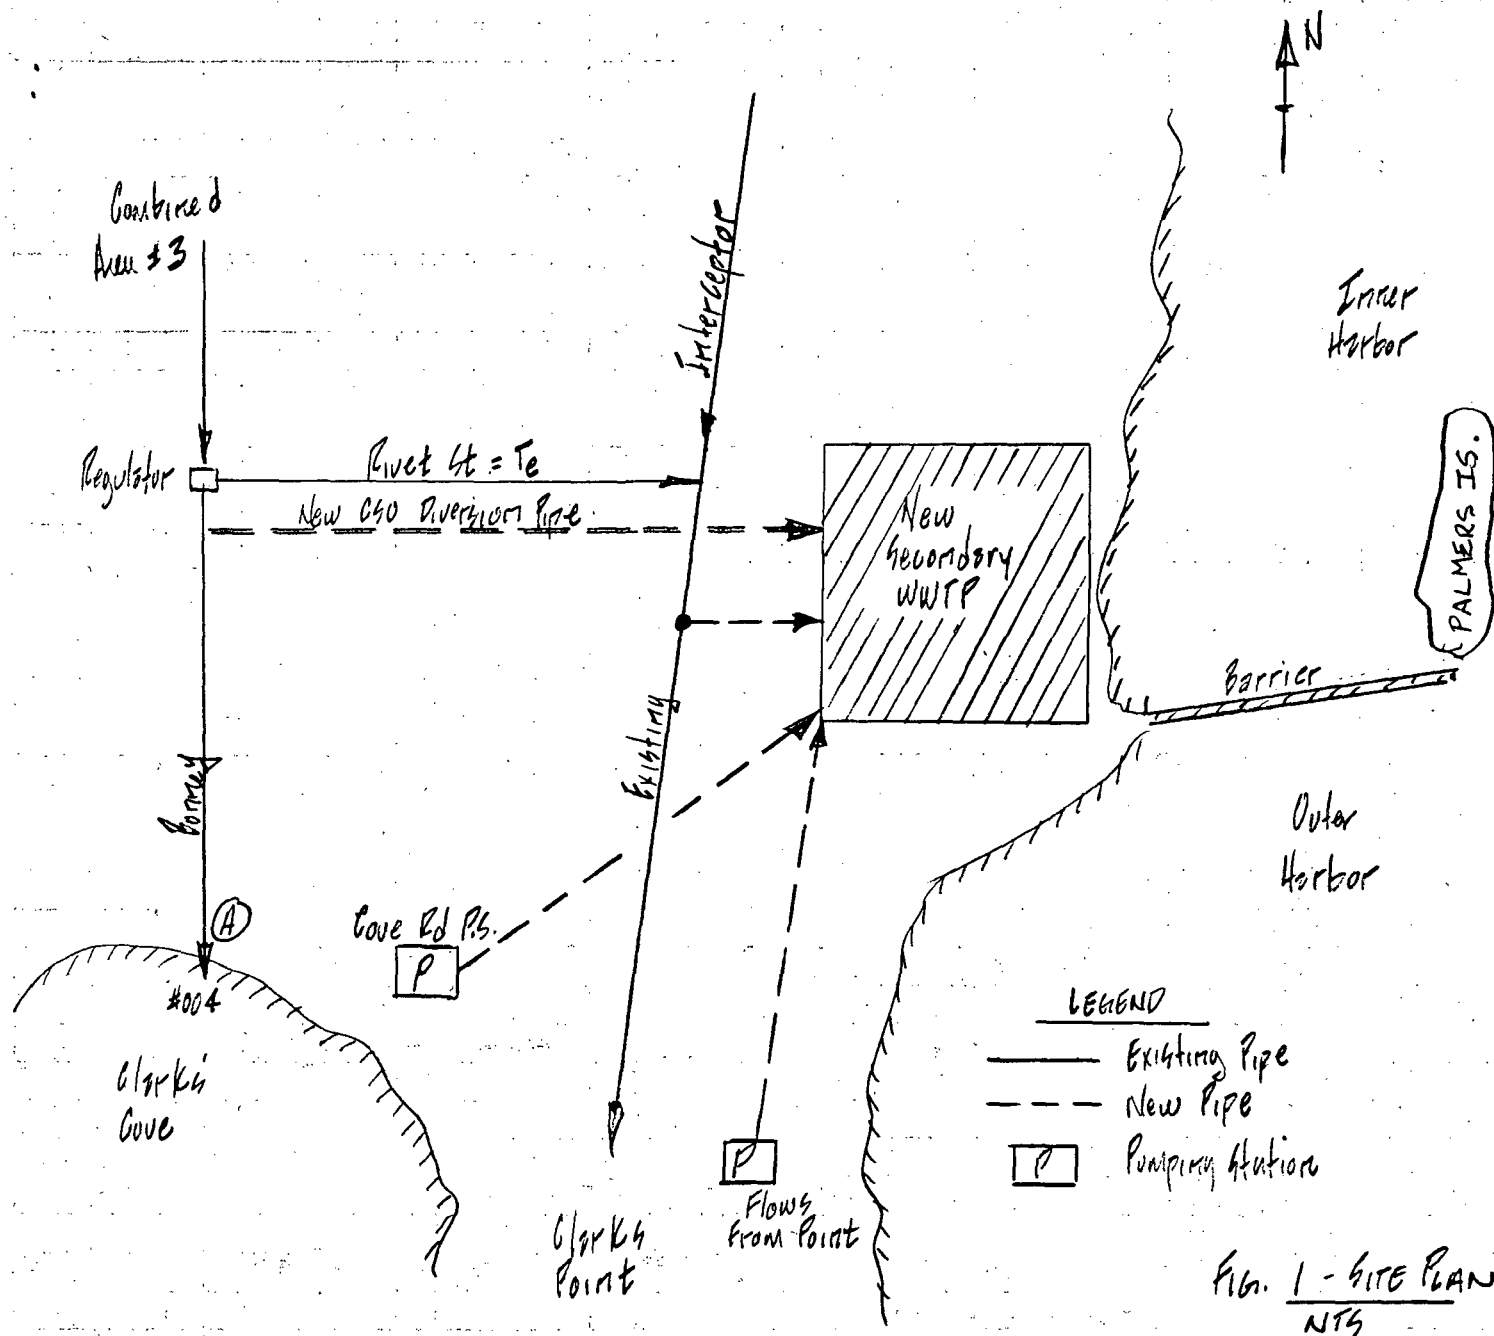 N
Combined
Area #3
Interceptor
Inner
Harbor
PALMERS IS.
Regulator
Rivet St =
New CSO Diversion Pipe
New
Secondary
WWTP
Barrier
Existing
Bonney
Outer
Harbor
A
Cove Rd P.S.
P
#004
Clarks
Cove
LEGEND
Existing Pipe
New Pipe
P Pumping Station
P
Flows
From Point
Clarks
Point
FIG. 1 - SITE PLAN
NTS